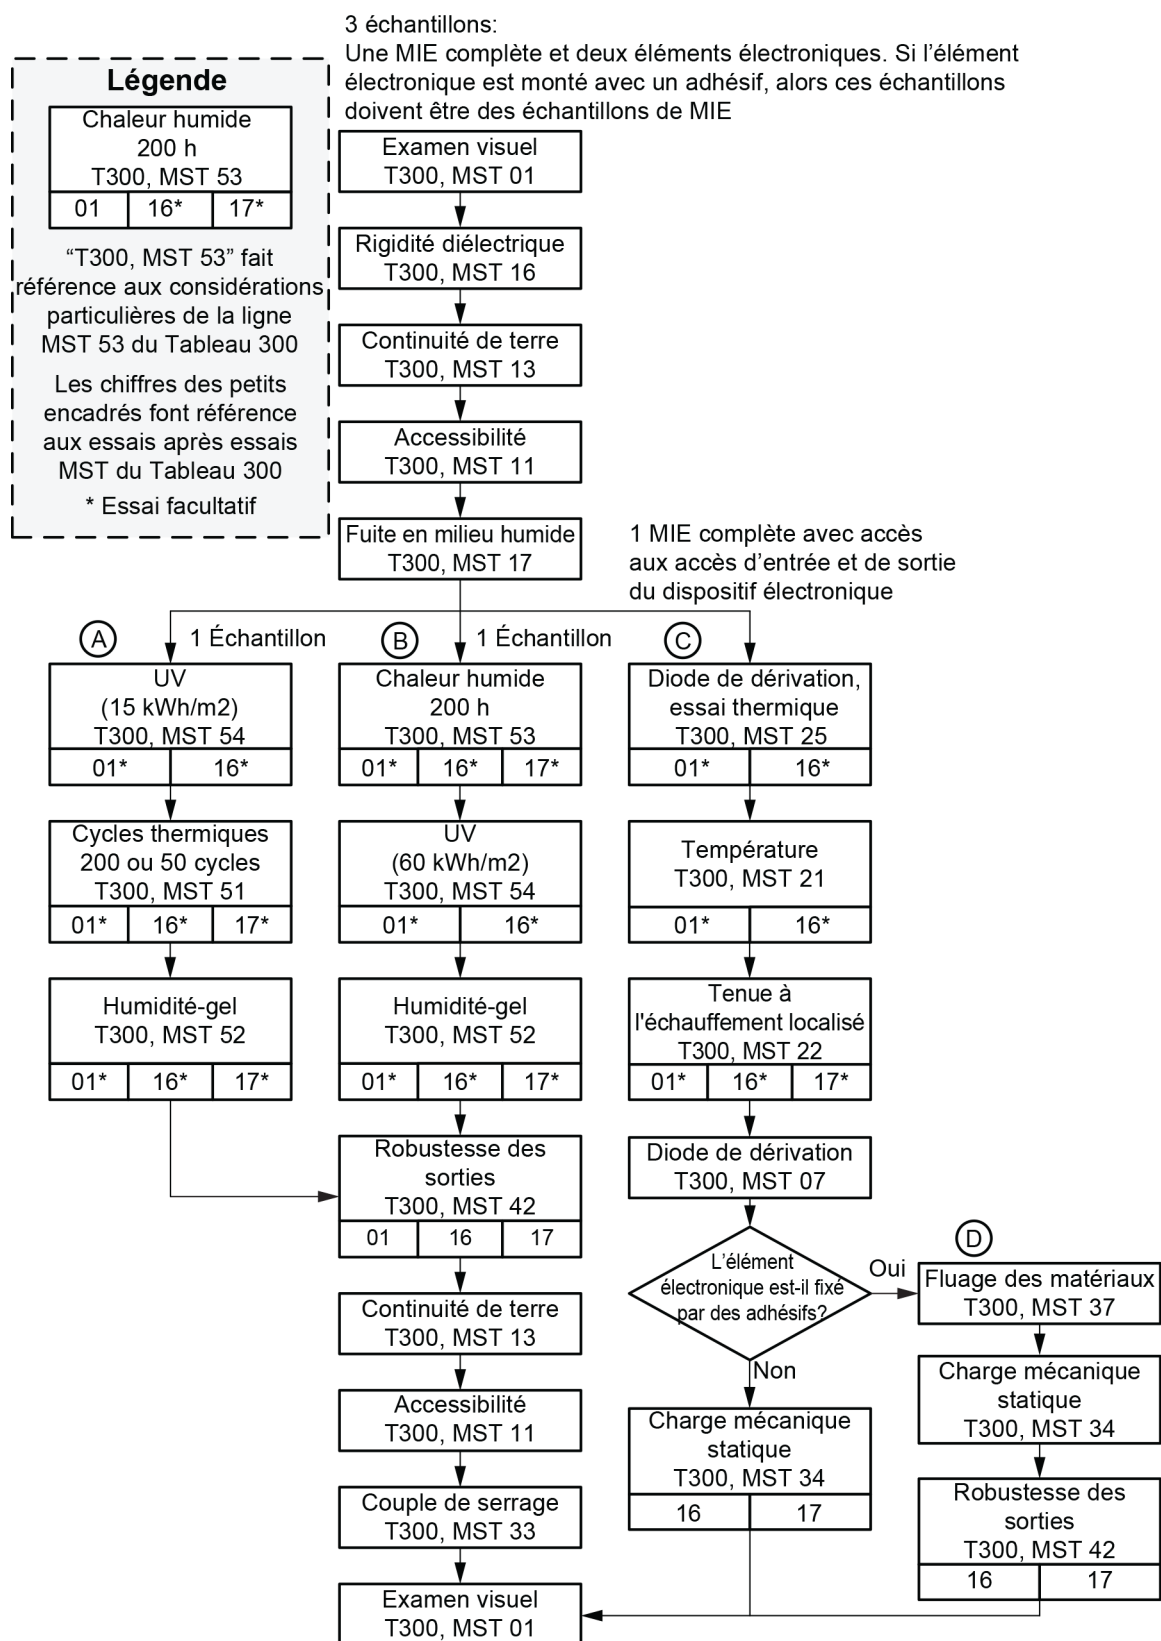 3 échantillons:
Une MIE complète et deux éléments électroniques. Si l’élément
électronique est monté avec un adhésif, alors ces échantillons
doivent être des échantillons de MIE
Légende
Chaleur humide
200 h
T300, MST 53
01 16* 17*
“T300, MST 53” fait
référence aux considérations
particulières de la ligne
MST 53 du Tableau 300
Les chiffres des petits
encadrés font référence
aux essais après essais
MST du Tableau 300
* Essai facultatif
Examen visuel
T300, MST 01
Rigidité diélectrique
T300, MST 16
Continuité de terre
T300, MST 13
Accessibilité
T300, MST 11
Fuite en milieu humide
T300, MST 17
1 MIE complète avec accès
aux accès d’entrée et de sortie
du dispositif électronique
A
1 Échantillon
UV
(15 kWh/m2)
T300, MST 54
01* 16*
Cycles thermiques
200 ou 50 cycles
T300, MST 51
01* 16* 17*
Humidité-gel
T300, MST 52
01* 16* 17*
B
1 Échantillon
Chaleur humide
200 h
T300, MST 53
01* 16* 17*
UV
(60 kWh/m2)
T300, MST 54
01* 16*
Humidité-gel
T300, MST 52
01* 16* 17*
Robustesse des
sorties
T300, MST 42
01 16 17
Continuité de terre
T300, MST 13
Accessibilité
T300, MST 11
Couple de serrage
T300, MST 33
Examen visuel
T300, MST 01
C
Diode de dérivation,
essai thermique
T300, MST 25
01* 16*
Température
T300, MST 21
01* 16*
Tenue à
l'échauffement localisé
T300, MST 22
01* 16* 17*
Diode de dérivation
T300, MST 07
L’élément
électronique est-il fixé
par des adhésifs?
Oui
Non
Charge mécanique
statique
T300, MST 34
16 17
D
Fluage des matériaux
T300, MST 37
Charge mécanique
statique
T300, MST 34
Robustesse des
sorties
T300, MST 42
16 17